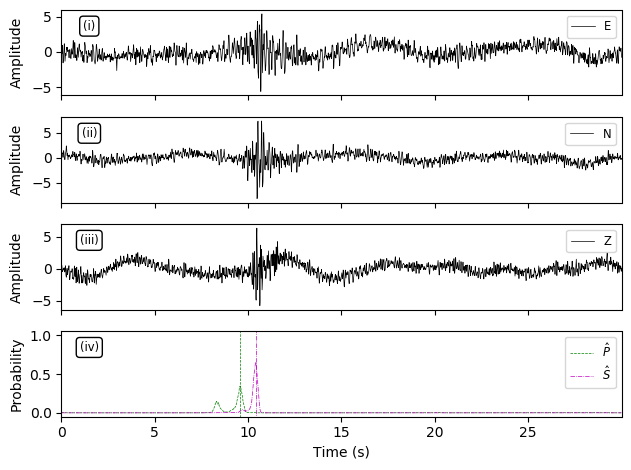 (i)
E
Amplitude
5
0
−5
(ii)
N
Amplitude
5
0
−5
(iii)
Z
Amplitude
5
0
−5
(iv)
P̂
Ŝ
Probability
1.0
0.5
0.0
0 5 10 15 20 25
Time (s)